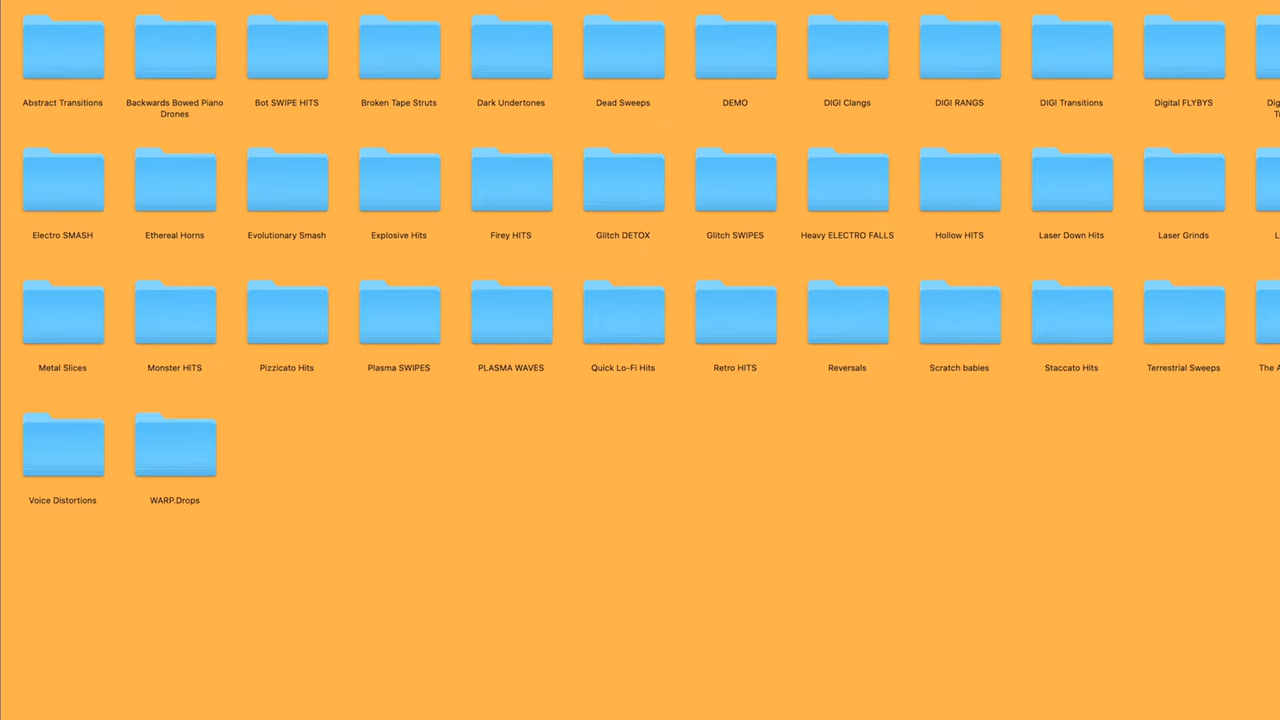 Abstract Transitions
Backwards Bowed Piano
Drones
Bot SWIPE HITS
Broken Tape Struts
Dark Undertones
Dead Sweeps
DEMO
DIGI Clangs
DIGI RANGS
DIGI Transitions
Digital FLYBYS
Electro SMASH
Ethereal Horns
Evolutionary Smash
Explosive Hits
Firey HITS
Glitch DETOX
Glitch SWIPES
Heavy ELECTRO FALLS
Hollow HITS
Laser Down Hits
Laser Grinds
Metal Slices
Monster HITS
Pizzicato Hits
Plasma SWIPES
PLASMA WAVES
Quick Lo-Fi Hits
Retro HITS
Reversals
Scratch babies
Staccato Hits
Terrestrial Sweeps
The
Voice Distortions
WARP.Drops